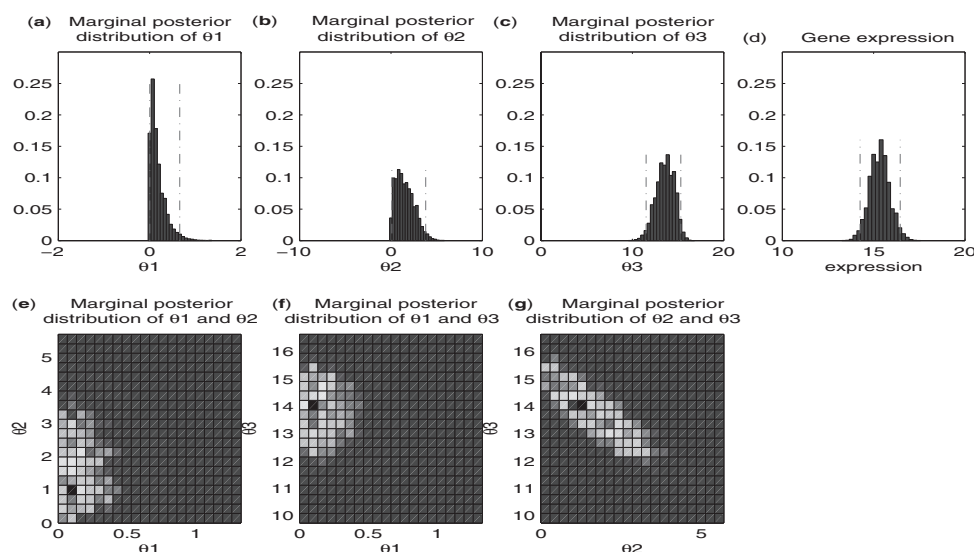 (a) Marginal posterior
distribution of θ1
(b) Marginal posterior
distribution of θ2
(c) Marginal posterior
distribution of θ3
(d) Gene expression
0.25
0.2
0.15
0.1
0.05
0
−2
0
2
θ1
0.25
0.2
0.15
0.1
0.05
0
−10
0
10
θ2
0.25
0.2
0.15
0.1
0.05
0
0
10
20
θ3
0.25
0.2
0.15
0.1
0.05
0
10
15
20
expression
(e) Marginal posterior
distribution of θ1 and θ2
(f) Marginal posterior
distribution of θ1 and θ3
(g) Marginal posterior
distribution of θ2 and θ3
5
4
3
2
1
0
θ2
0
0.5
1
θ1
16
15
14
13
12
11
10
θ3
0
0.5
1
θ1
16
15
14
13
12
11
10
θ3
0
5
θ2